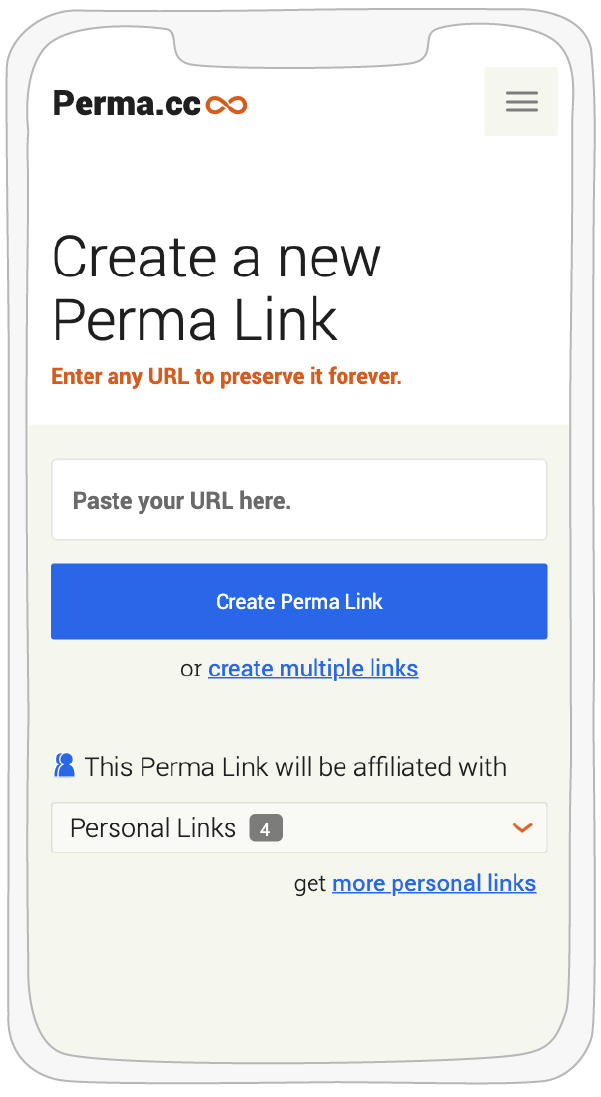 Perma.cc
Create a new
Perma Link
Enter any URL to preserve it forever.
Paste your URL here.
Create Perma Link
or create multiple links
This Perma Link will be affiliated with
Personal Links 4
get more personal links